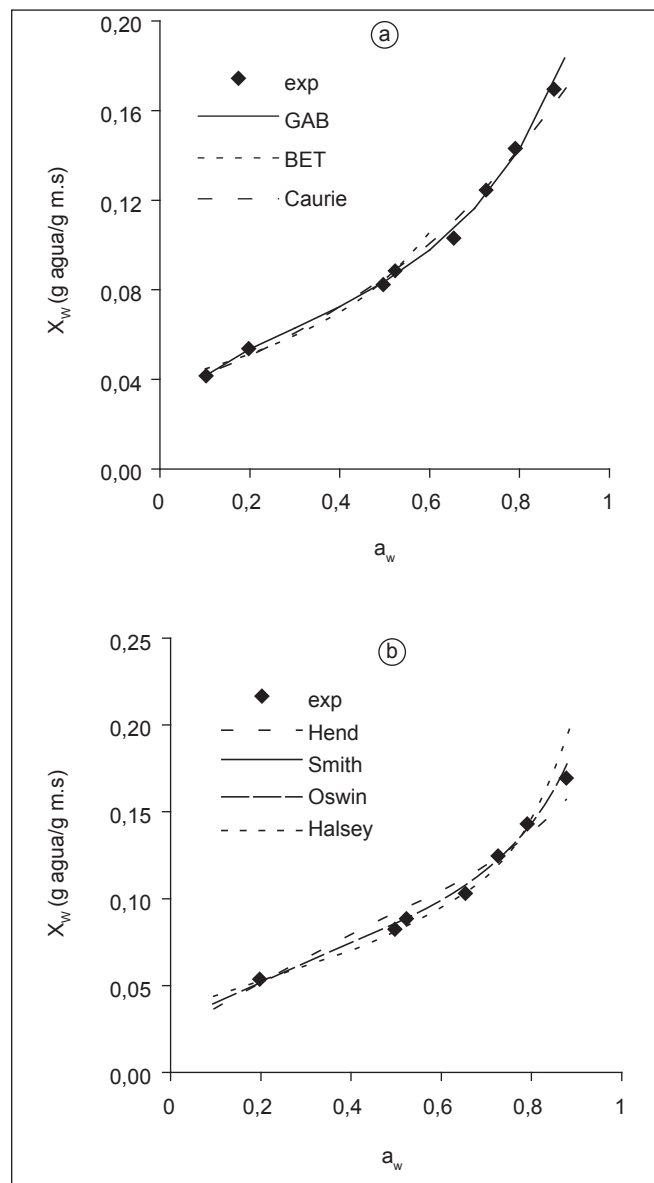 0,20
0,16
0,12
0,08
0,04
0,00
X_w (g agua/g m.s)
a
exp
GAB
BET
Caurie
0 0,2 0,4 0,6 0,8 1
a_w
0,25
0,20
0,15
0,10
0,05
0,00
X_w (g agua/g m.s)
b
exp
Hend
Smith
Oswin
Halsey
0 0,2 0,4 0,6 0,8 1
a_w